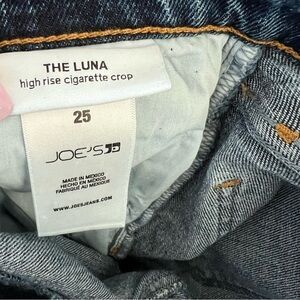 THE LUNA
high rise cigarette crop
25
JOE'S
MADE IN MEXICO
HECHO EN MÉXICO
FABRIQUÉ AU MEXIQUE
WWW.JOESJEANS.COM